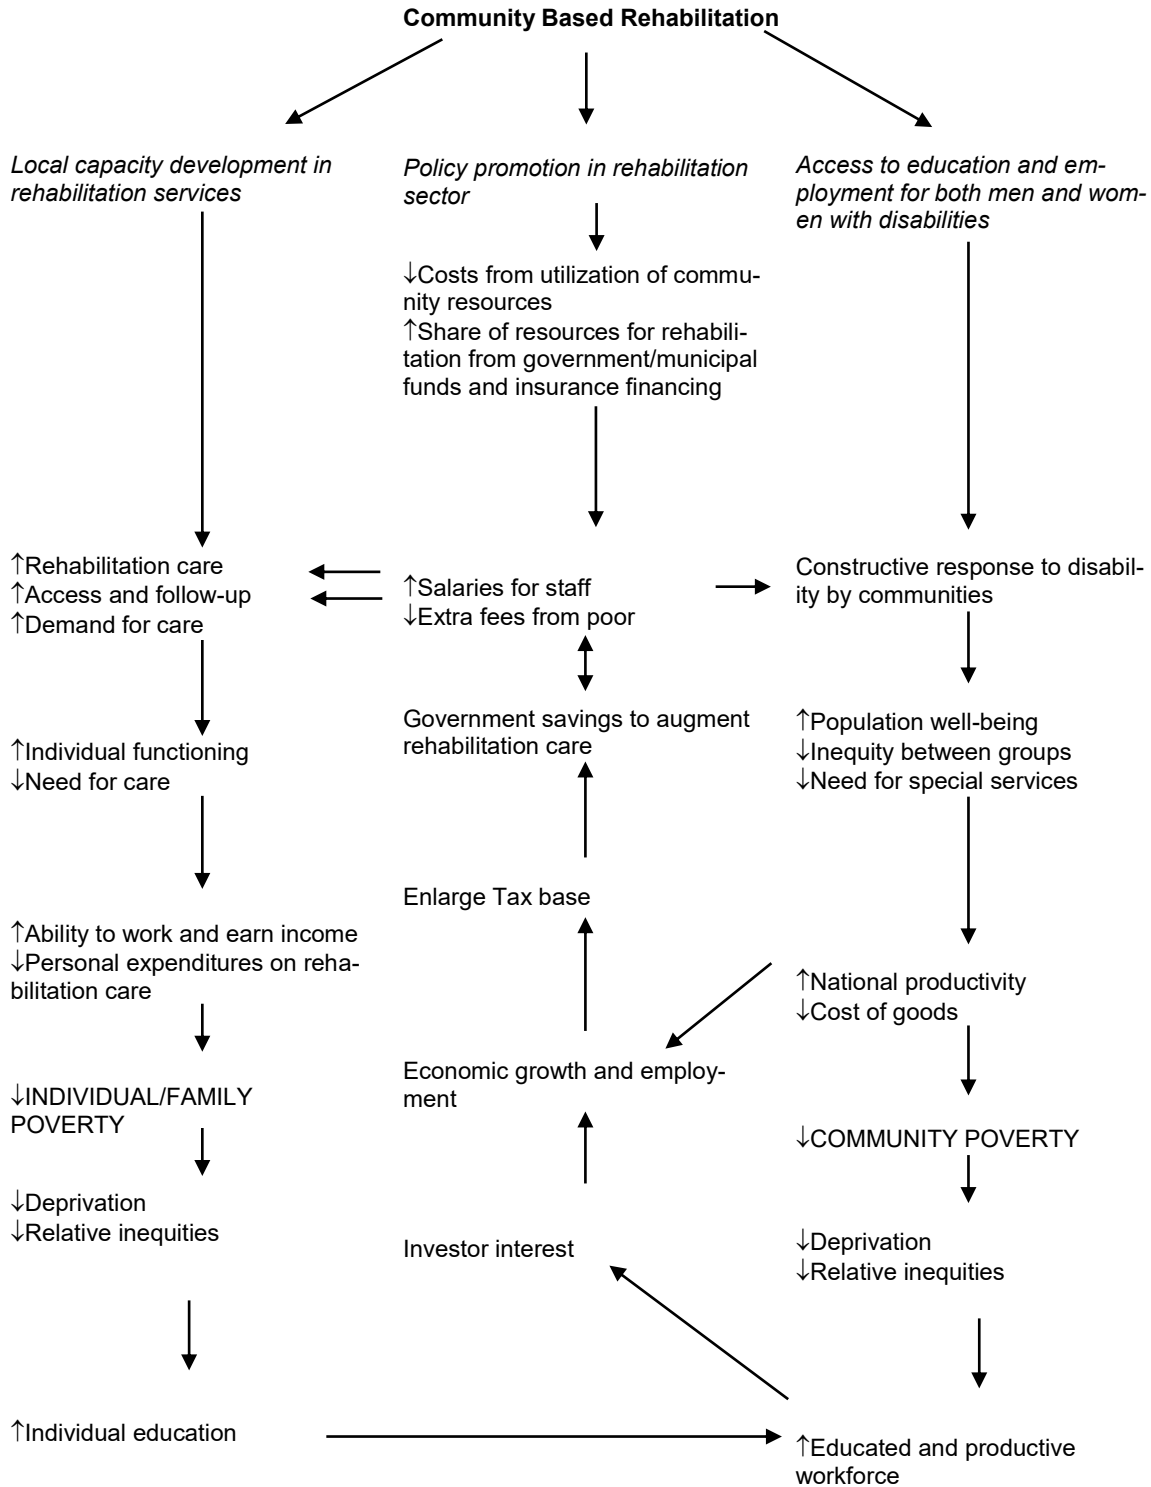 Community Based Rehabilitation
Local capacity development in
rehabilitation services
Policy promotion in rehabilitation
sector
Access to education and em-
ployment for both men and wom-
en with disabilities
↓Costs from utilization of commu-
nity resources
↑Share of resources for rehabili-
tation from government/municipal
funds and insurance financing
↑Rehabilitation care
↑Access and follow-up
↑Demand for care
↑Salaries for staff
↓Extra fees from poor
Constructive response to disabil-
ity by communities
↑Individual functioning
↓Need for care
Government savings to augment
rehabilitation care
↑Population well-being
↓Inequity between groups
↓Need for special services
↑Ability to work and earn income
↓Personal expenditures on reha-
bilitation care
Enlarge Tax base
↑National productivity
↓Cost of goods
↓INDIVIDUAL/FAMILY
POVERTY
Economic growth and employ-
ment
↓COMMUNITY POVERTY
↓Deprivation
↓Relative inequities
Investor interest
↓Deprivation
↓Relative inequities
↑Individual education
↑Educated and productive
workforce